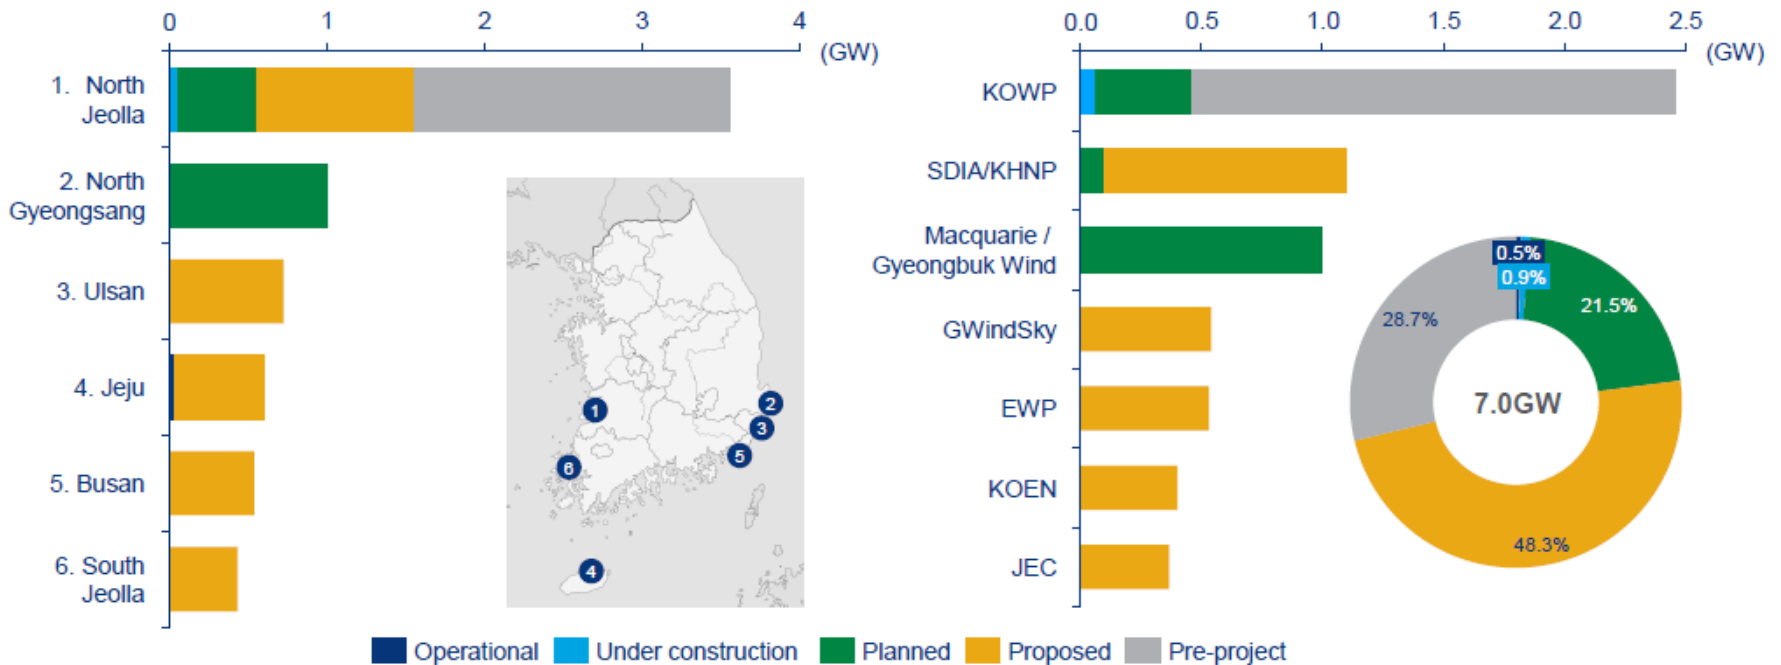 0 1 2 3 4
(GW)
1. North
Jeolla
2. North
Gyeongsang
3. Ulsan
4. Jeju
5. Busan
6. South
Jeolla
1
2
3
5
6
4
0.0 0.5 1.0 1.5 2.0 2.5
(GW)
KOWP
SDIA/KHNP
Macquarie /
Gyeongbuk Wind
GWindSky
EWP
KOEN
JEC
0.5%
0.9%
21.5%
28.7%
7.0GW
48.3%
Operational Under construction Planned Proposed Pre-project